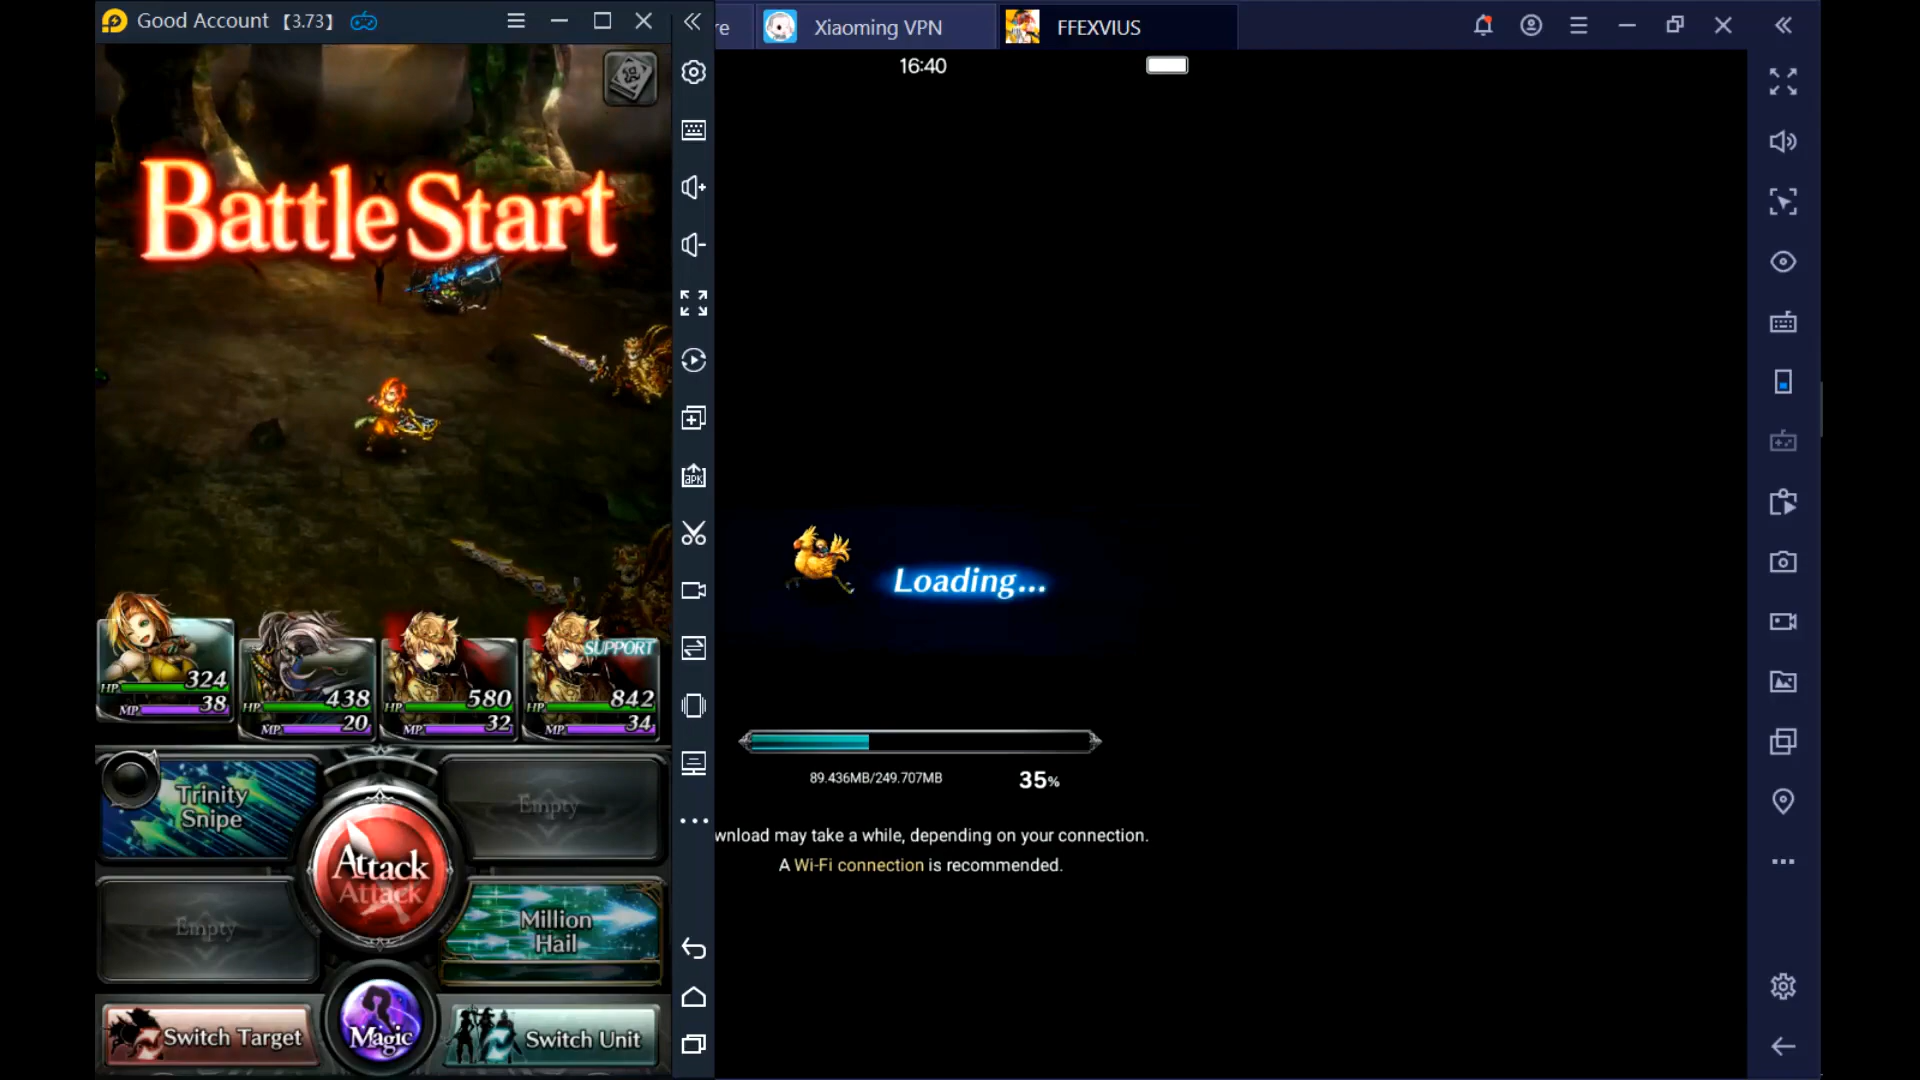 Good Account 【3.73】
re
Xiaoming VPN
FFEXVIUS
16:40
Battle Start
Loading...
SUPPORT
HP 324
MP 38
HP 438
MP 20
HP 580
MP 32
HP 842
MP 34
89.436MB/249.707MB
35%
wnload may take a while, depending on your connection.
A Wi-Fi connection is recommended.
Trinity
Snipe
Empty
Attack
Attack
Empty
Million
Hail
Switch Target
Magic
Switch Unit
APK